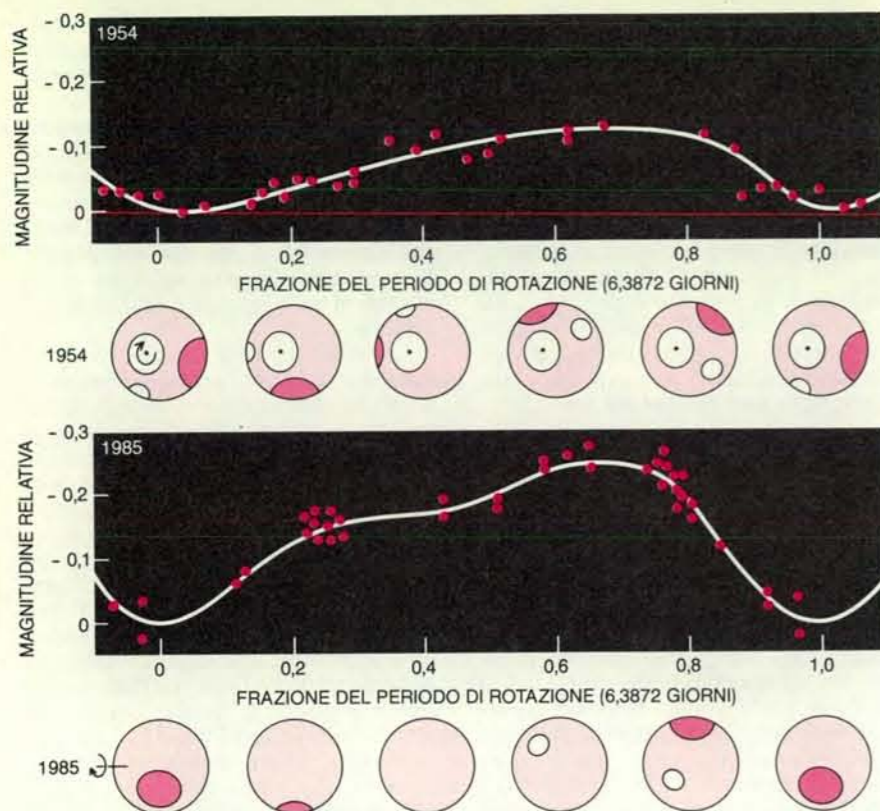 1954
MAGNITUDINE RELATIVA
- 0,3
- 0,2
- 0,1
0
0 0,2 0,4 0,6 0,8 1,0
FRAZIONE DEL PERIODO DI ROTAZIONE (6,3872 GIORNI)
1954
1985
MAGNITUDINE RELATIVA
- 0,3
- 0,2
- 0,1
0
0 0,2 0,4 0,6 0,8 1,0
FRAZIONE DEL PERIODO DI ROTAZIONE (6,3872 GIORNI)
1985